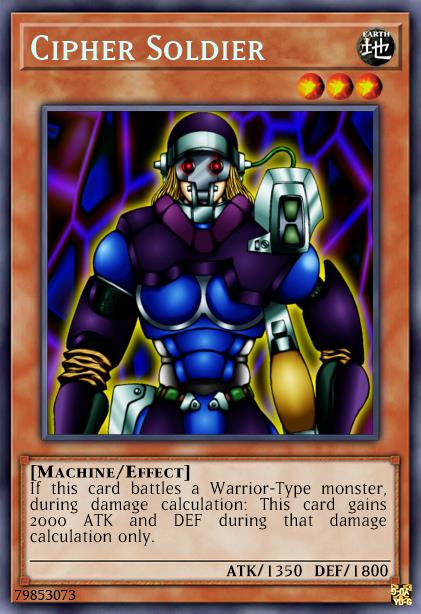 CIPHER SOLDIER
EARTH
地
[MACHINE/EFFECT]
If this card battles a Warrior-Type monster,
during damage calculation: This card gains
2000 ATK and DEF during that damage
calculation only.
ATK/1350 DEF/1800
79853073